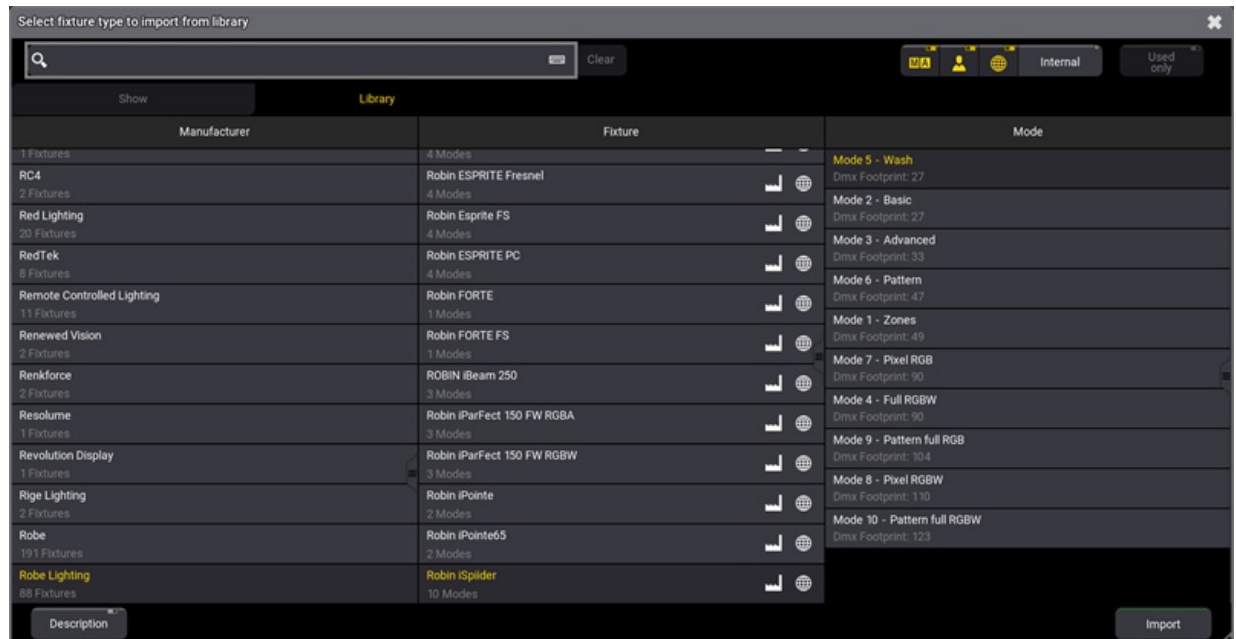 Select fixture type to import from library
Clear
MA
Internal
Used
only
Show
Library
Manufacturer
Fixture
Mode
1 Fixtures
RC4
2 Fixtures
Red Lighting
20 Fixtures
RedTek
8 Fixtures
Remote Controlled Lighting
11 Fixtures
Renewed Vision
2 Fixtures
Renkforce
2 Fixtures
Resolume
1 Fixtures
Revolution Display
1 Fixtures
Rige Lighting
2 Fixtures
Robe
191 Fixtures
Robe Lighting
88 Fixtures
4 Modes
Robin ESPRITE Fresnel
4 Modes
Robin Esprite FS
4 Modes
Robin ESPRITE PC
4 Modes
Robin FORTE
1 Modes
Robin FORTE FS
1 Modes
ROBIN iBeam 250
3 Modes
Robin iParFect 150 FW RGBA
3 Modes
Robin iParFect 150 FW RGBW
3 Modes
Robin iPointe
2 Modes
Robin iPointe65
2 Modes
Robin iSpiider
10 Modes
Mode 5 - Wash
Dmx Footprint: 27
Mode 2 - Basic
Dmx Footprint: 27
Mode 3 - Advanced
Dmx Footprint: 33
Mode 6 - Pattern
Dmx Footprint: 47
Mode 1 - Zones
Dmx Footprint: 49
Mode 7 - Pixel RGB
Dmx Footprint: 90
Mode 4 - Full RGBW
Dmx Footprint: 90
Mode 9 - Pattern full RGB
Dmx Footprint: 104
Mode 8 - Pixel RGBW
Dmx Footprint: 110
Mode 10 - Pattern full RGBW
Dmx Footprint: 123
Description
Import